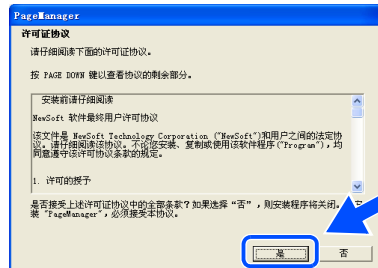 PageManager
许可证协议
请仔细阅读下面的许可证协议。
按 PAGE DOWN 键以查看协议的剩余部分。
安装前请仔细阅读
NewSoft 软件最终用户许可协议
该文件是 NewSoft Technology Corporation ("NewSoft")和用户之间的法定协
议。请仔细阅读该协议。不论您安装、复制或使用该软件程序("Program")，均
同意遵守该许可协议条款的规定。
1. 许可的授予
是否接受上述许可证协议中的全部条款？如果选择“否”，则安装程序将关闭。
装 "PageManager"，必须接受本协议。
是
否